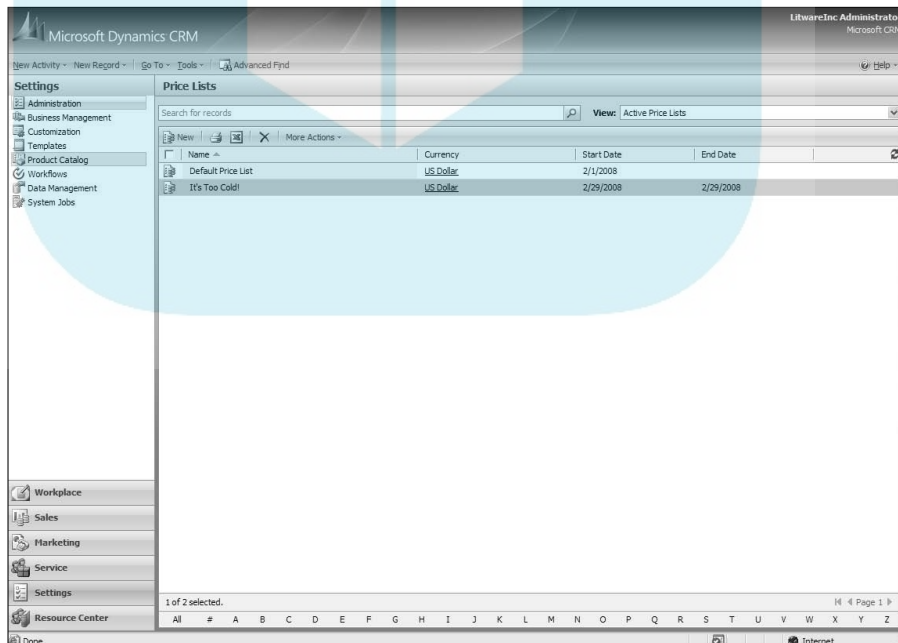 LitwareInc Administrato
Microsoft Dynamics CRM
Microsoft CRM
New Activity New Record Go To Tools Advanced Find Help
Settings
Administration
Business Management
Customization
Templates
Product Catalog
Workflows
Data Management
System Jobs
Price Lists
Search for records View: Active Price Lists
New More Actions
Name Currency Start Date End Date
Default Price List US Dollar 2/1/2008
It's Too Cold! US Dollar 2/29/2008 2/29/2008
Workplace
Sales
Marketing
Service
Settings
Resource Center
1 of 2 selected. Page 1
All # A B C D E F G H I J K L M N O P Q R S T U V W X Y Z
Done Internet